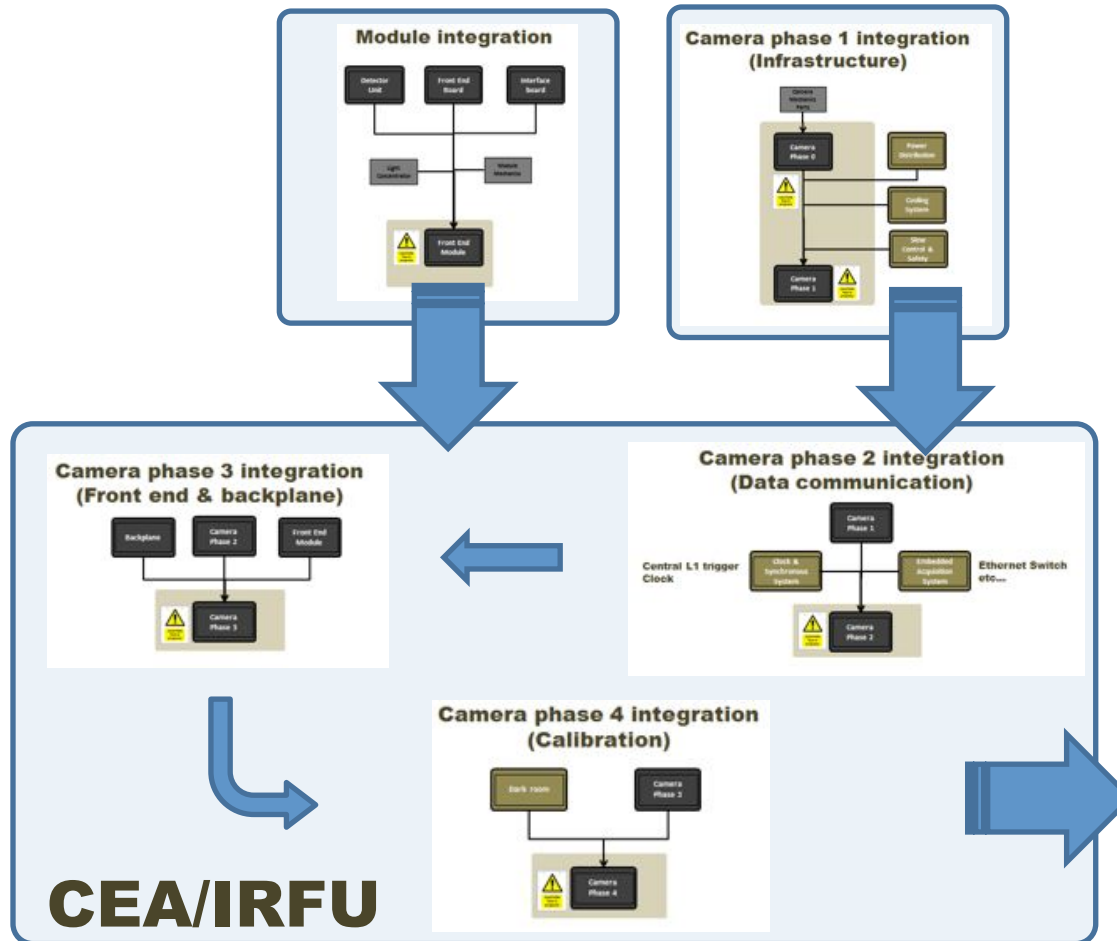 Module integration
Detector
Unit
Front End
Board
Interface
board
Light
Concentrator
Module
Mechanics
Front End
Module
Camera phase 1 integration
(Infrastructure)
Camera
Mechanics
Parts
Camera
Phase 0
Power
Distribution
Cooling
System
Slow
Control &
Safety
Camera
Phase 1
Camera phase 3 integration
(Front end & backplane)
Backplane
Camera
Phase 2
Front End
Module
Camera
Phase 3
Camera phase 2 integration
(Data communication)
Camera
Phase 1
Central L1 trigger
Clock
Clock &
Synchronous
System
Embedded
Acquisition
System
Ethernet Switch
etc...
Camera
Phase 2
Camera phase 4 integration
(Calibration)
Dark room
Camera
Phase 3
Camera
Phase 4
CEA/IRFU